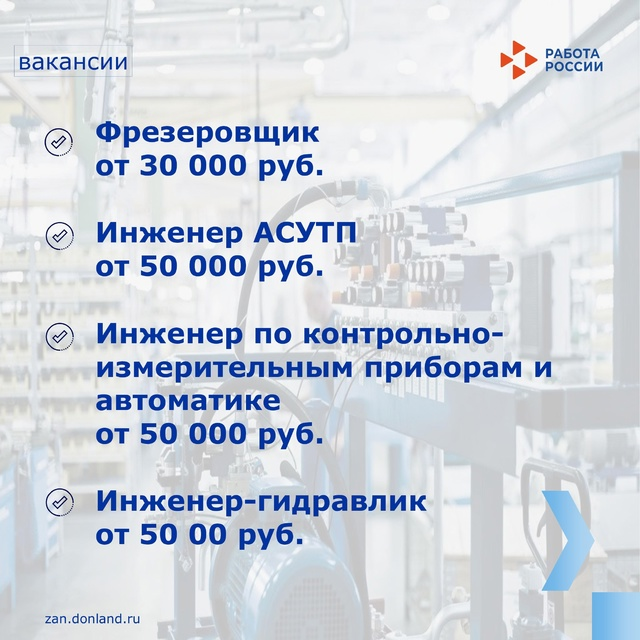 вакансии
РАБОТА
РОССИИ
Фрезеровщик
от 30 000 руб.
Инженер АСУТП
от 50 000 руб.
Инженер по контрольно-
измерительным приборам и
автоматике
от 50 000 руб.
Инженер-гидравлик
от 50 00 руб.
zan.donland.ru